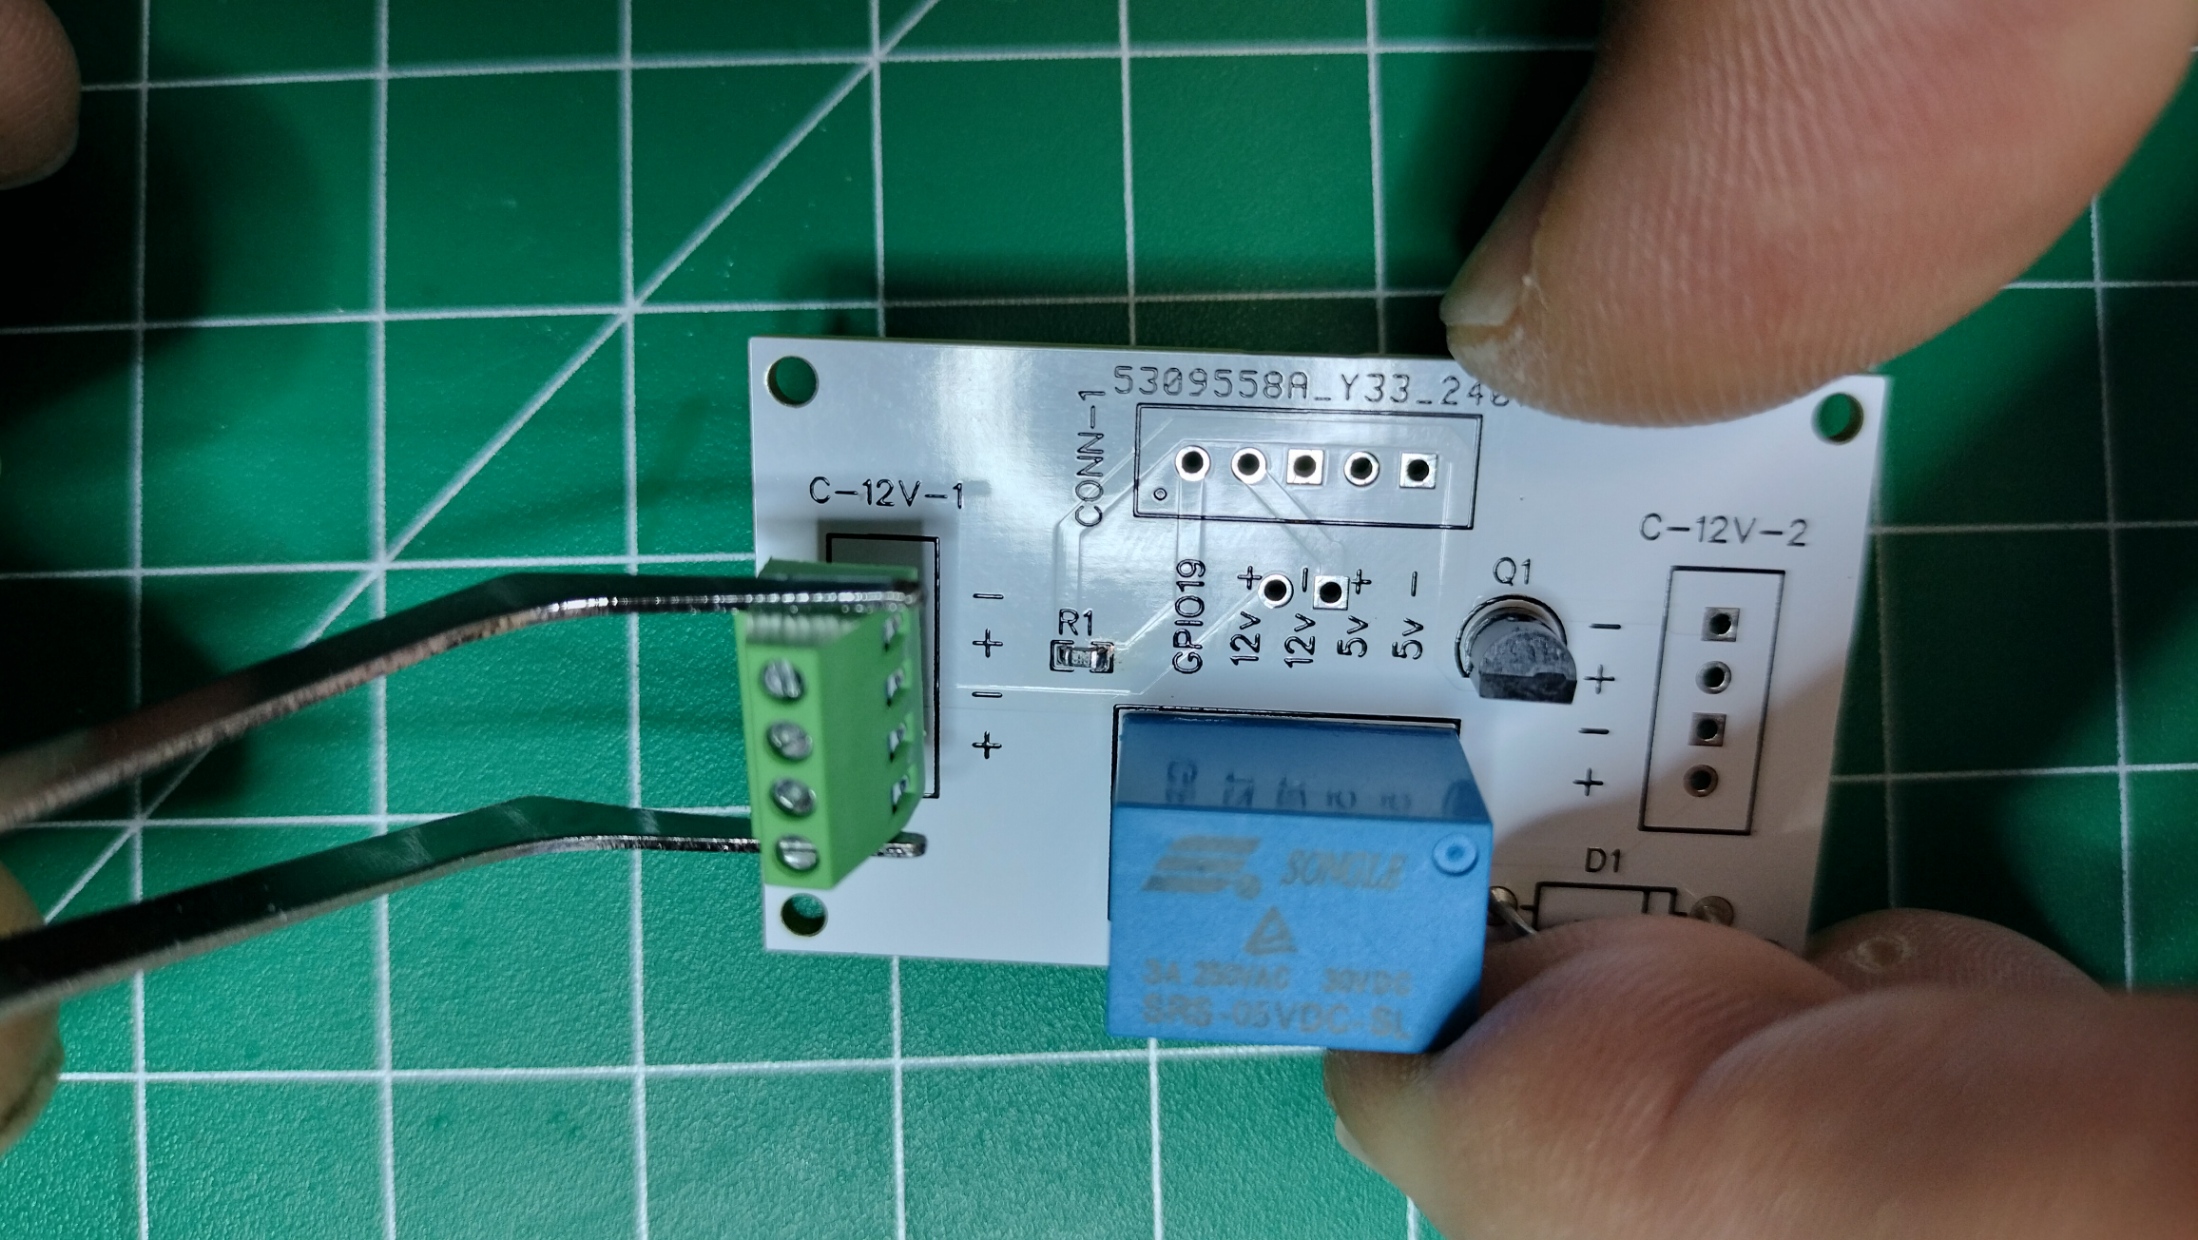 5309558A_Y33_240
CONN-1
C-12V-1
C-12V-2
Q1
R1
GPIO19
12v +
12v -
5v +
5v -
-
+
-
+
-
+
-
+
D1
SONGLE
3A 250VAC 30VDC
SRS-05VDC-SL